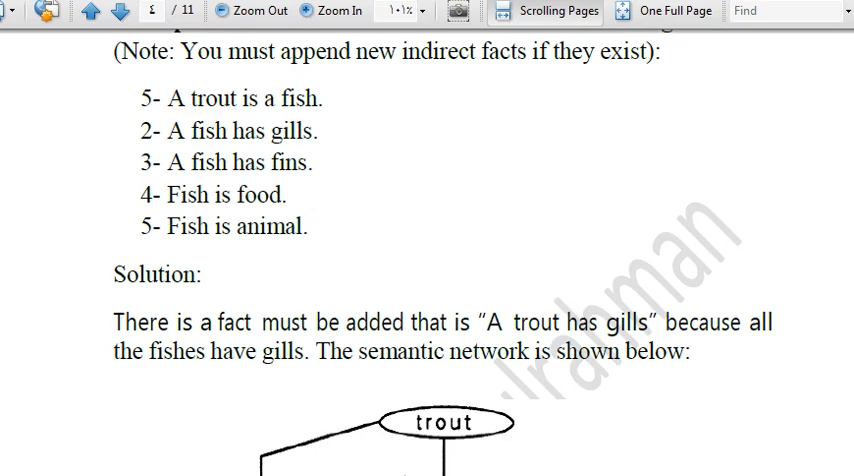 ٤ / 11 Zoom Out Zoom In ١٠١% Scrolling Pages One Full Page Find
(Note: You must append new indirect facts if they exist):
5- A trout is a fish.
2- A fish has gills.
3- A fish has fins.
4- Fish is food.
5- Fish is animal.
Solution:
There is a fact must be added that is “A trout has gills” because all
the fishes have gills. The semantic network is shown below:
trout